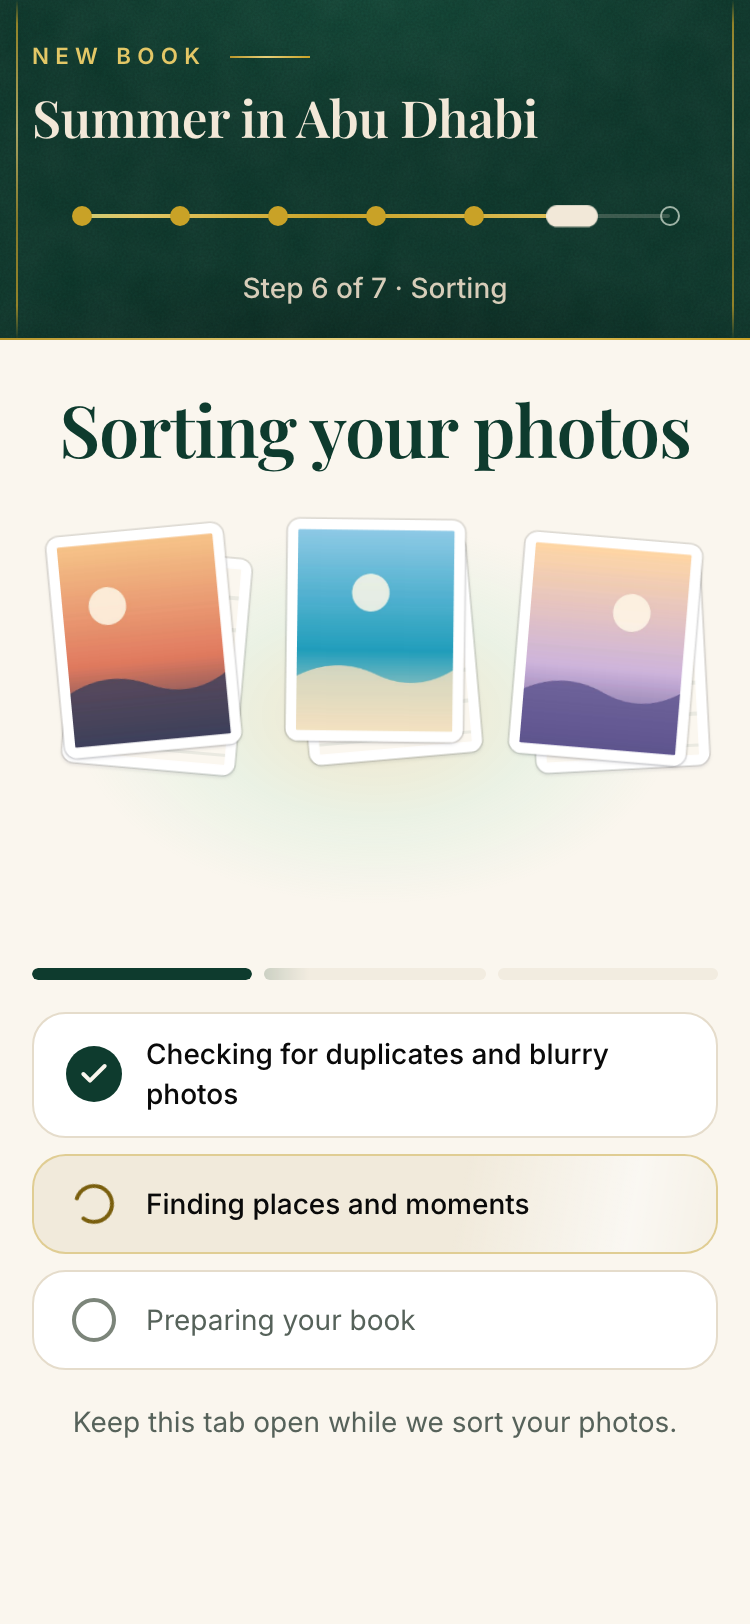 NEW BOOK
Summer in Abu Dhabi
Step 6 of 7 · Sorting
Sorting your photos
Checking for duplicates and blurry
photos
Finding places and moments
Preparing your book
Keep this tab open while we sort your photos.